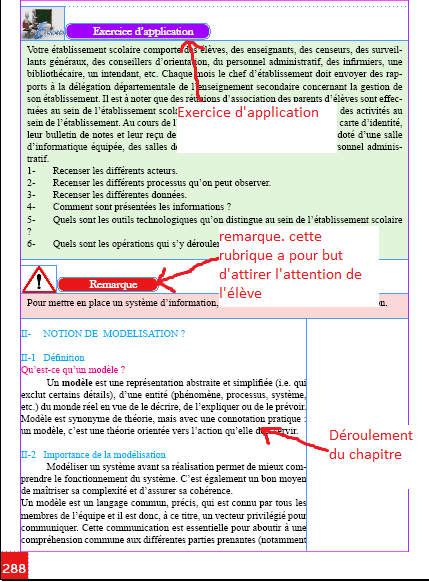 Exercice d'application
Votre établissement scolaire comporte des élèves, des enseignants, des censeurs, des surveil-
lants généraux, des conseillers d'orientation, du personnel administratif, des infirmiers, une
bibliothécaire, un intendant, etc. Chaque mois le chef d'établissement doit envoyer des rap-
ports à la délégation départementale de l'enseignement secondaire concernant la gestion de
son établissement. Il est à noter que des réunions d'association des parents d'élèves sont effec-
tuées au sein de l'établissement scola des activités au
sein de l'établissement. Au cours de l' carte d'identité,
leur bulletin de notes et leur reçu de doté d'une salle
d'informatique équipée, des salles de sonnel adminis-
tratif.
Exercice d'application
1- Recenser les différents acteurs.
2- Recenser les différents processus qu'on peut observer.
3- Recenser les différentes données.
4- Comment sont présentées les informations ?
5- Quels sont les outils technologiques qu'on distingue au sein de l'établissement scolaire
?
6- Quels sont les opérations qui s'y déroulen
remarque. cette
rubrique a pour but
d'attirer l'attention de
l'élève
Remarque
Pour mettre en place un système d'information, on.
II- NOTION DE MODELISATION ?
II-1 Définition
Qu'est-ce qu'un modèle ?
Un modèle est une représentation abstraite et simplifiée (i.e. qui
exclut certains détails), d'une entité (phénomène, processus, système,
etc.) du monde réel en vue de le décrire, de l'expliquer ou de le prévoir.
Modèle est synonyme de théorie, mais avec une connotation pratique :
un modèle, c'est une théorie orientée vers l'action qu'elle doit servir.
Déroulement
du chapitre
II-2 Importance de la modélisation
Modéliser un système avant sa réalisation permet de mieux com-
prendre le fonctionnement du système. C'est également un bon moyen
de maîtriser sa complexité et d'assurer sa cohérence.
Un modèle est un langage commun, précis, qui est connu par tous les
membres de l'équipe et il est donc, à ce titre, un vecteur privilégié pour
communiquer. Cette communication est essentielle pour aboutir à une
compréhension commune aux différentes parties prenantes (notamment
288